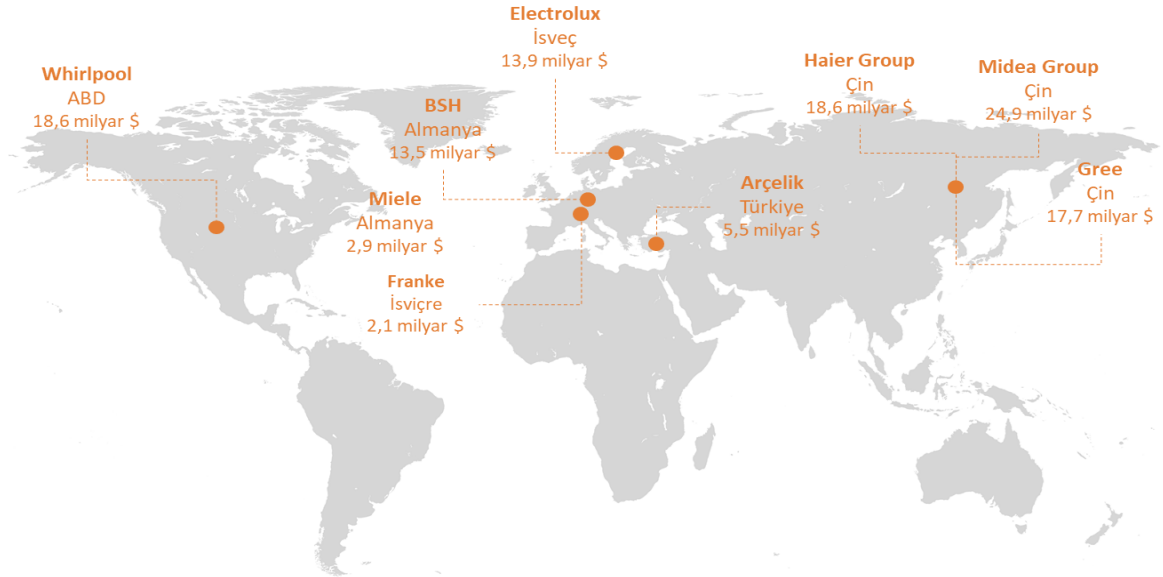 Electrolux
İsveç
13,9 milyar $
Whirlpool
ABD
18,6 milyar $
BSH
Almanya
13,5 milyar $
Haier Group
Çin
18,6 milyar $
Midea Group
Çin
24,9 milyar $
Miele
Almanya
2,9 milyar $
Arçelik
Türkiye
5,5 milyar $
Gree
Çin
17,7 milyar $
Franke
İsviçre
2,1 milyar $